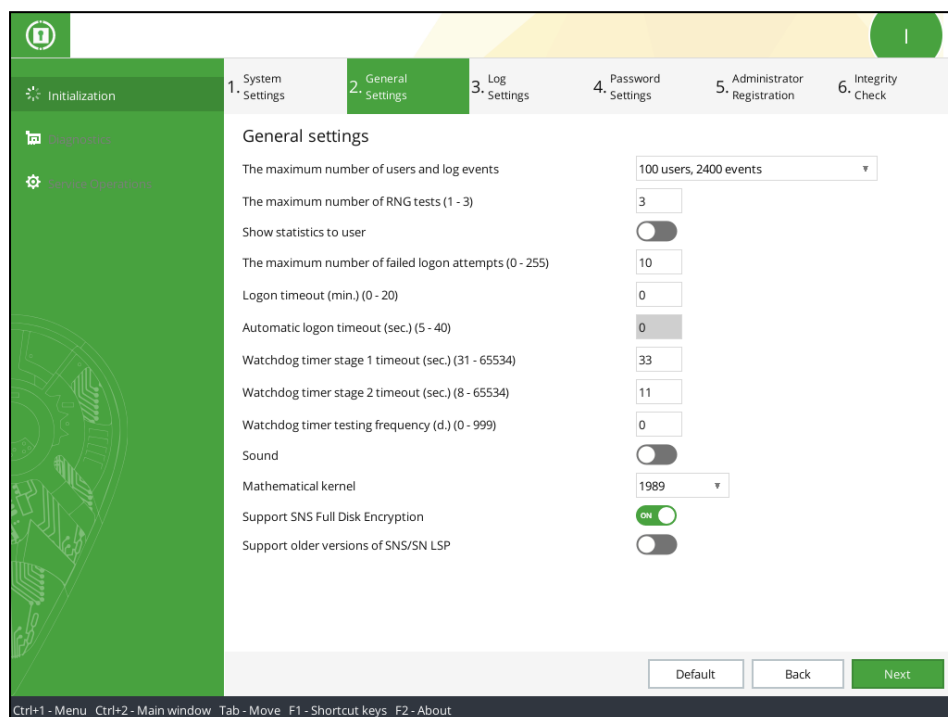 I
Initialization
1. System Settings
2. General Settings
3. Log Settings
4. Password Settings
5. Administrator Registration
6. Integrity Check
General settings
The maximum number of users and log events 100 users, 2400 events
The maximum number of RNG tests (1 - 3) 3
Show statistics to user
The maximum number of failed logon attempts (0 - 255) 10
Logon timeout (min.) (0 - 20) 0
Automatic logon timeout (sec.) (5 - 40) 0
Watchdog timer stage 1 timeout (sec.) (31 - 65534) 33
Watchdog timer stage 2 timeout (sec.) (8 - 65534) 11
Watchdog timer testing frequency (d.) (0 - 999) 0
Sound
Mathematical kernel 1989
Support SNS Full Disk Encryption ON
Support older versions of SNS/SN LSP
Default Back Next
Ctrl+1 - Menu Ctrl+2 - Main window Tab - Move F1 - Shortcut keys F2 - About